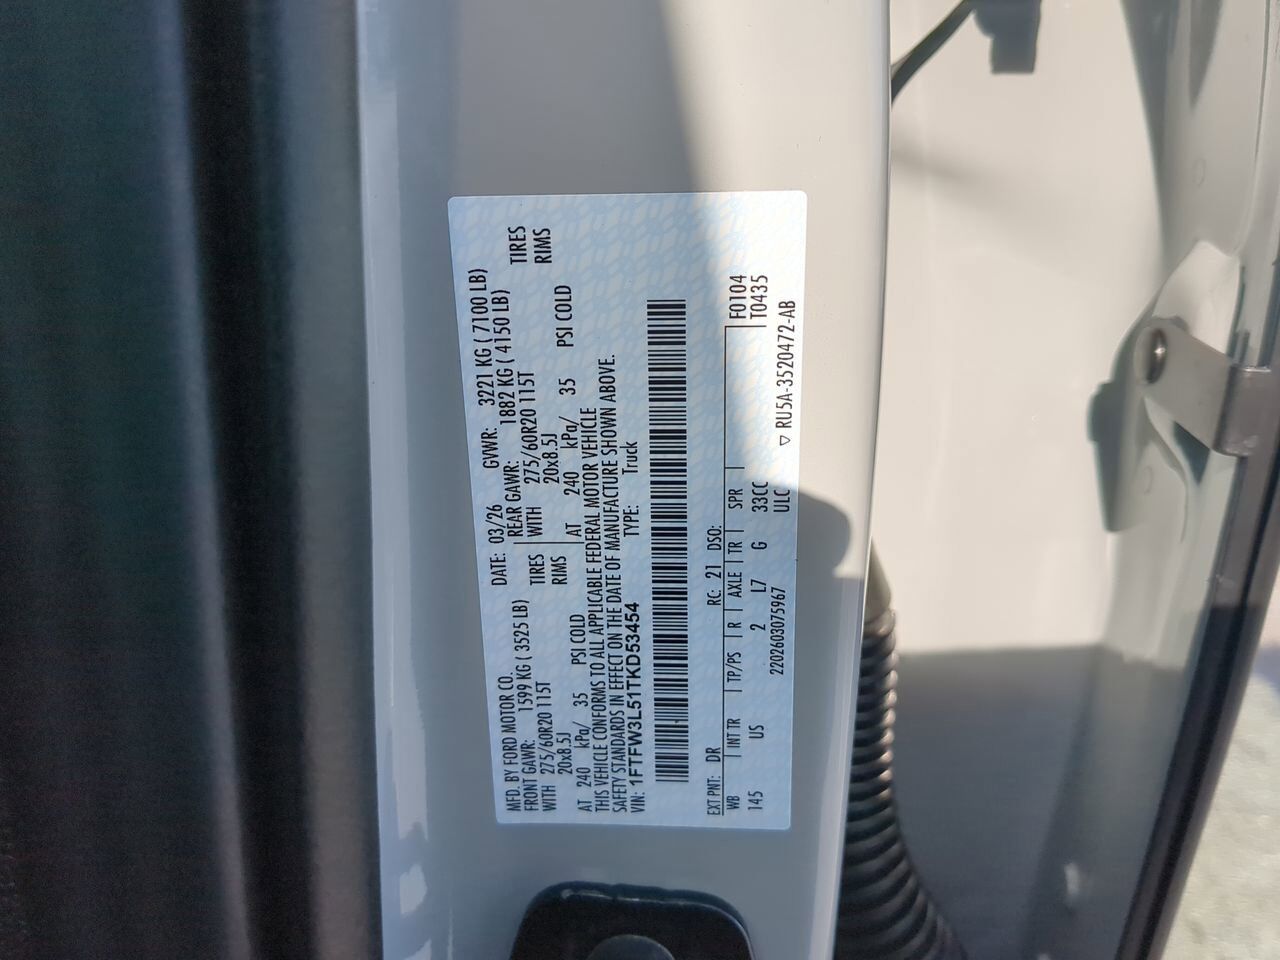 MFD. BY FORD MOTOR CO.
DATE: 03/26 GVWR: 3221 KG ( 7100 LB)
FRONT GAWR: 1599 KG ( 3525 LB) REAR GAWR: 1882 KG ( 4150 LB)
WITH 275/60R20 115T TIRES WITH 275/60R20 115T TIRES
20x8.5J RIMS 20x8.5J RIMS
AT 240 kPa/ 35 PSI COLD AT 240 kPa/ 35 PSI COLD
THIS VEHICLE CONFORMS TO ALL APPLICABLE FEDERAL MOTOR VEHICLE
SAFETY STANDARDS IN EFFECT ON THE DATE OF MANUFACTURE SHOWN ABOVE.
VIN: 1FTFW3L51TKD53454 TYPE: Truck
EXT PNT: DR RC: 21 DSO:
WB INT TR TP/PS R AXLE TR SPR F0104
145 US 2 L7 G 33CC T0435
2202603075967 ULC ▽ RU5A-3520472-AB